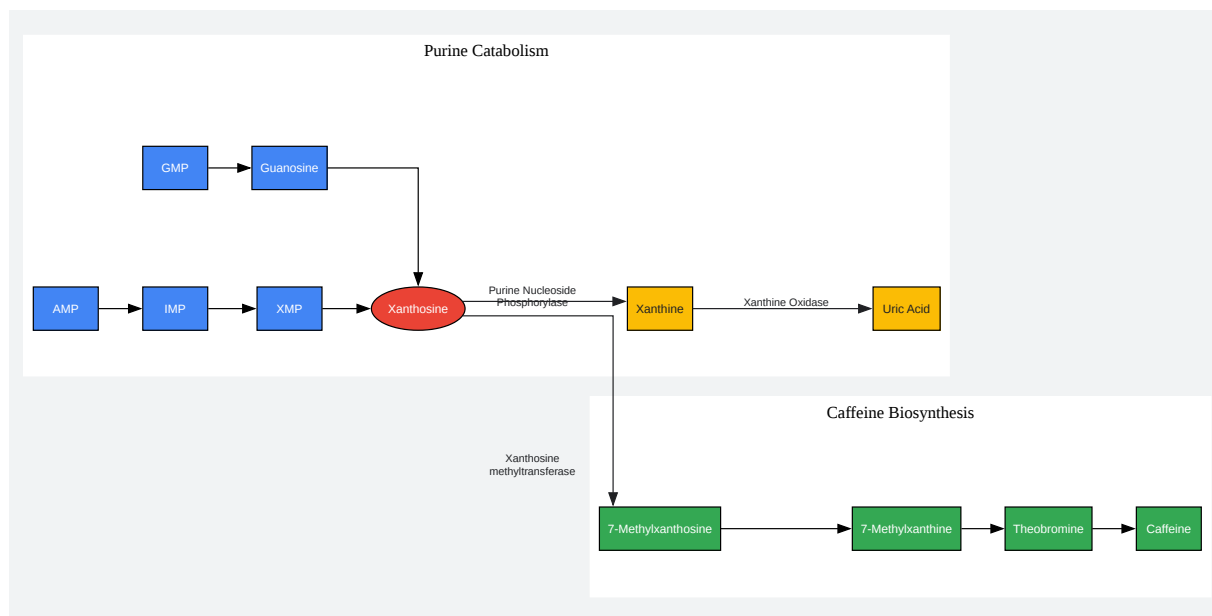 Purine Catabolism
GMP
Guanosine
AMP
IMP
XMP
Xanthosine
Purine Nucleoside
Phosphorylase
Xanthine
Xanthine Oxidase
Uric Acid
Caffeine Biosynthesis
Xanthosine
methyltransferase
7-Methylxanthosine
7-Methylxanthine
Theobromine
Caffeine